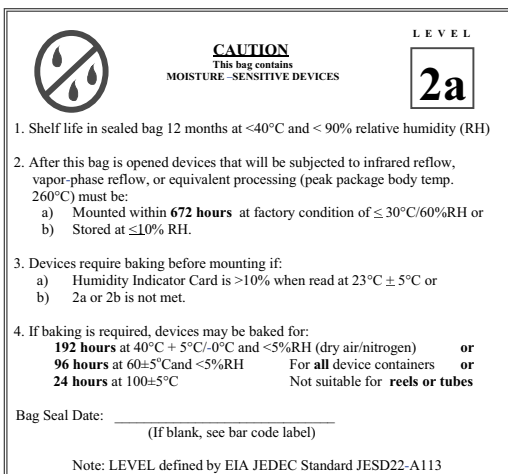 LEVEL
CAUTION
This bag contains
MOISTURE –SENSITIVE DEVICES
2a
1. Shelf life in sealed bag 12 months at <40°C and < 90% relative humidity (RH)
2. After this bag is opened devices that will be subjected to infrared reflow,
vapor-phase reflow, or equivalent processing (peak package body temp.
260°C) must be:
a) Mounted within 672 hours at factory condition of ≤ 30°C/60%RH or
b) Stored at ≤10% RH.
3. Devices require baking before mounting if:
a) Humidity Indicator Card is >10% when read at 23°C ± 5°C or
b) 2a or 2b is not met.
4. If baking is required, devices may be baked for:
192 hours at 40°C + 5°C/-0°C and <5%RH (dry air/nitrogen) or
96 hours at 60±5°Cand <5%RH For all device containers or
24 hours at 100±5°C Not suitable for reels or tubes
Bag Seal Date: ________________________________
(If blank, see bar code label)
Note: LEVEL defined by EIA JEDEC Standard JESD22-A113